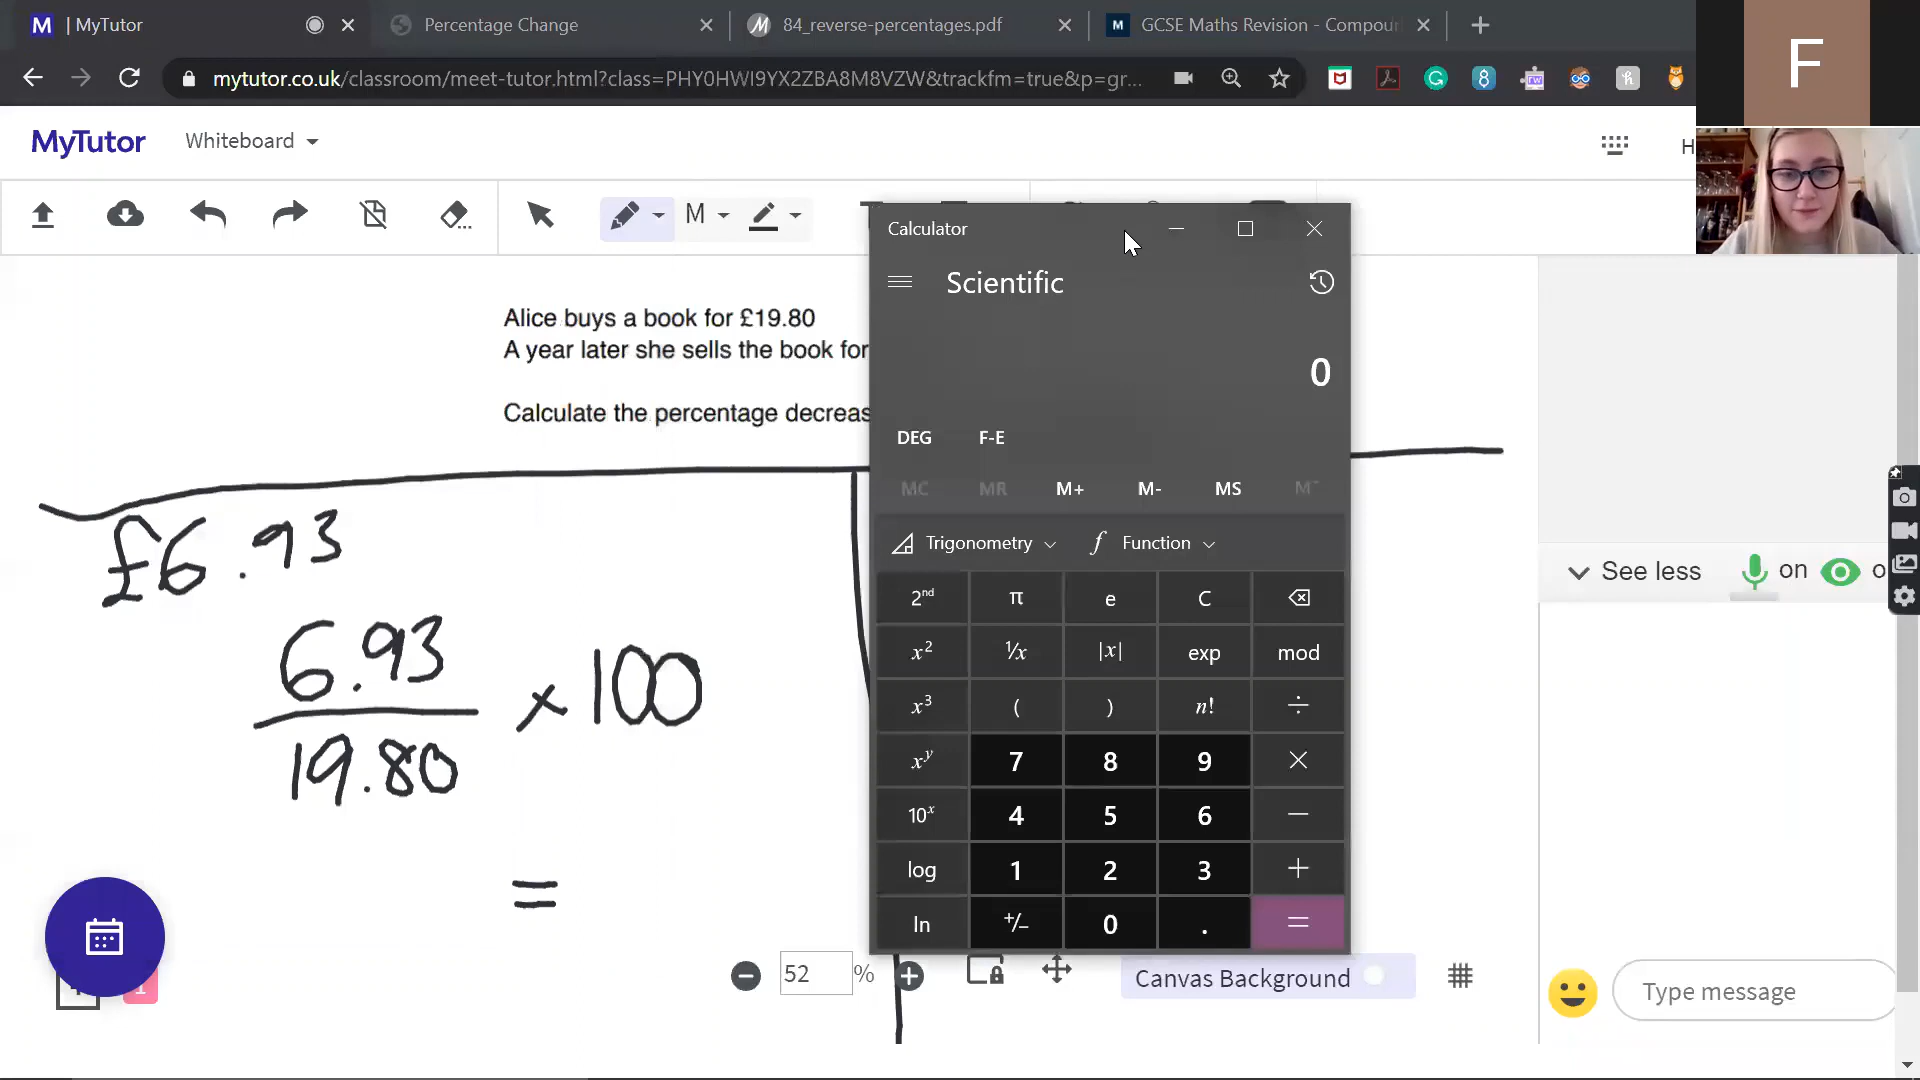 M | MyTutor
Percentage Change
84_reverse-percentages.pdf
M GCSE Maths Revision - Compou
mytutor.co.uk/classroom/meet-tutor.html?class=PHY0HWI9YX2ZBA8M8VZW&trackfm=true&p=gr...
F
MyTutor
Whiteboard
H
M
Calculator
Scientific
Alice buys a book for £19.80
A year later she sells the book for
Calculate the percentage decreas
0
DEG F-E
MC MR M+ M- MS M
Trigonometry Function
2nd π e C
x² ¹/x |x| exp mod
x³ ( ) n! ÷
xʸ 7 8 9 ×
10ˣ 4 5 6 −
log 1 2 3 +
ln +/− 0 . =
£6.93
6.93
19.80
× 100
=
See less on o
1
52 %
Canvas Background
Type message